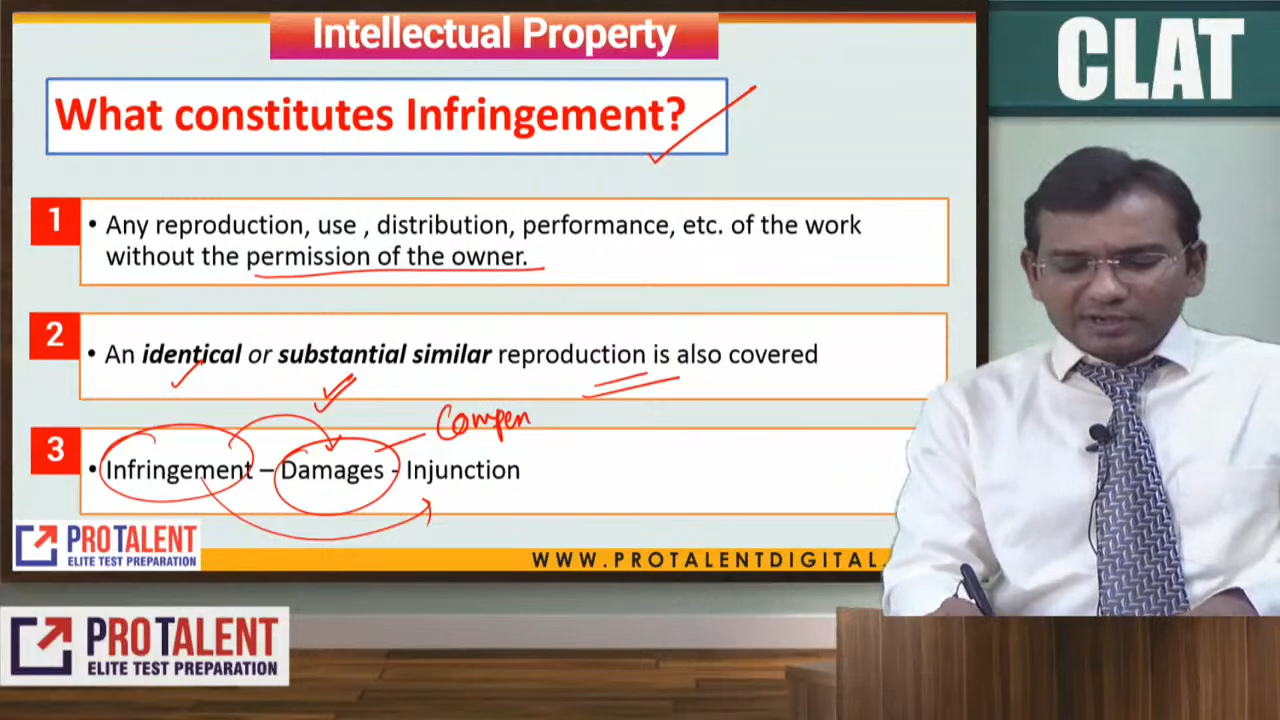 Intellectual Property
CLAT
What constitutes Infringement?
1
• Any reproduction, use , distribution, performance, etc. of the work
without the permission of the owner.
2
• An identical or substantial similar reproduction is also covered
Compen
3
• Infringement – Damages - Injunction
PROTALENT
ELITE TEST PREPARATION
WWW.PROTALENTDIGITAL.
PROTALENT
ELITE TEST PREPARATION